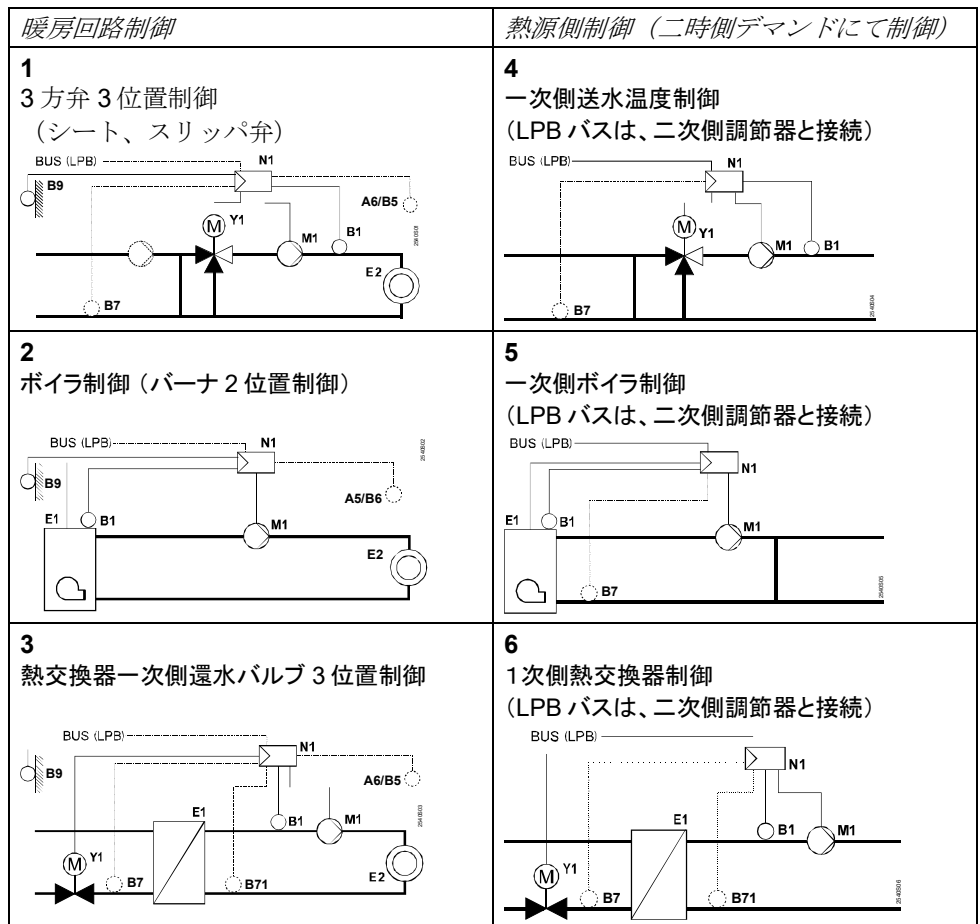 暖房回路制御
熱源側制御（二時側デマンドにて制御）
1
3 方弁 3 位置制御
（シート、スリッパ弁）
BUS (LPB)
N1
B9
A6/B5
Y1
M
M1
B1
E2
B7
2540S01
4
一次側送水温度制御
(LPB バスは、二次側調節器と接続）
BUS (LPB)
N1
M
Y1
M1
B1
B7
2540S04
2
ボイラ制御（バーナ 2 位置制御）
BUS (LPB)
N1
B9
A5/B6
E1
B1
M1
E2
2540S02
5
一次側ボイラ制御
（LPB バスは、二次側調節器と接続）
BUS (LPB)
N1
E1
B1
M1
B7
2540S05
3
熱交換器一次側還水バルブ 3 位置制御
BUS (LPB)
N1
B9
A6/B5
E1
B1
M1
M
Y1
B7
B71
E2
2540S03
6
１次側熱交換器制御
（LPB バスは、二次側調節器と接続）
BUS (LPB)
N1
E1
B1
M1
M
Y1
B7
B71
2540S06